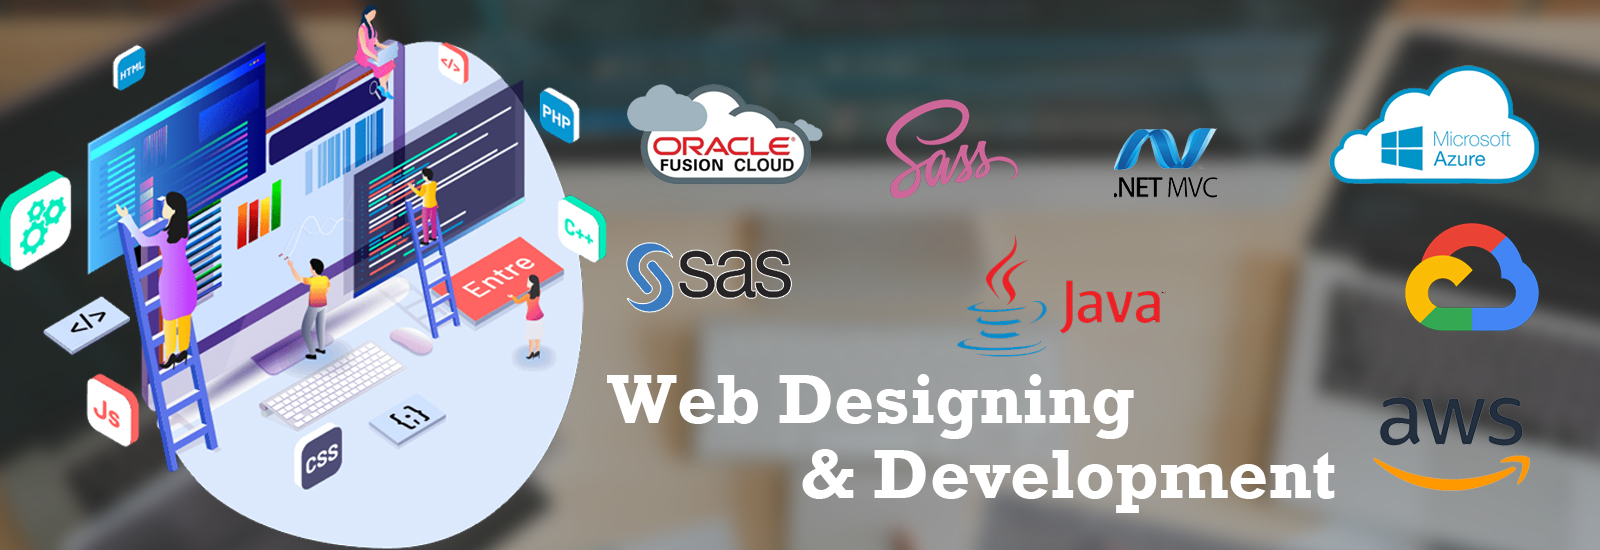 HTML
</>
PHP
C++
Entre
</>
Js
{;}
CSS
ORACLE
FUSION CLOUD
Sass
.NET MVC
Microsoft
Azure
sas
Java
aws
Web Designing
& Development